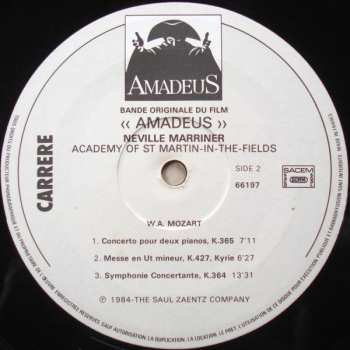 AMADEUS
BANDE ORIGINALE DU FILM
« AMADEUS »
NEVILLE MARRINER
ACADEMY OF ST MARTIN-IN-THE-FIELDS
CARRERE
SIDE 2
66197
SACEM
SDRM
W.A. MOZART
1. Concerto pour deux pianos, K.365 7'11
2. Messe en Ut mineur, K.427, Kyrie 6'27
3. Symphonie Concertante, K.364 13'31
℗ 1984-THE SAUL ZAENTZ COMPANY